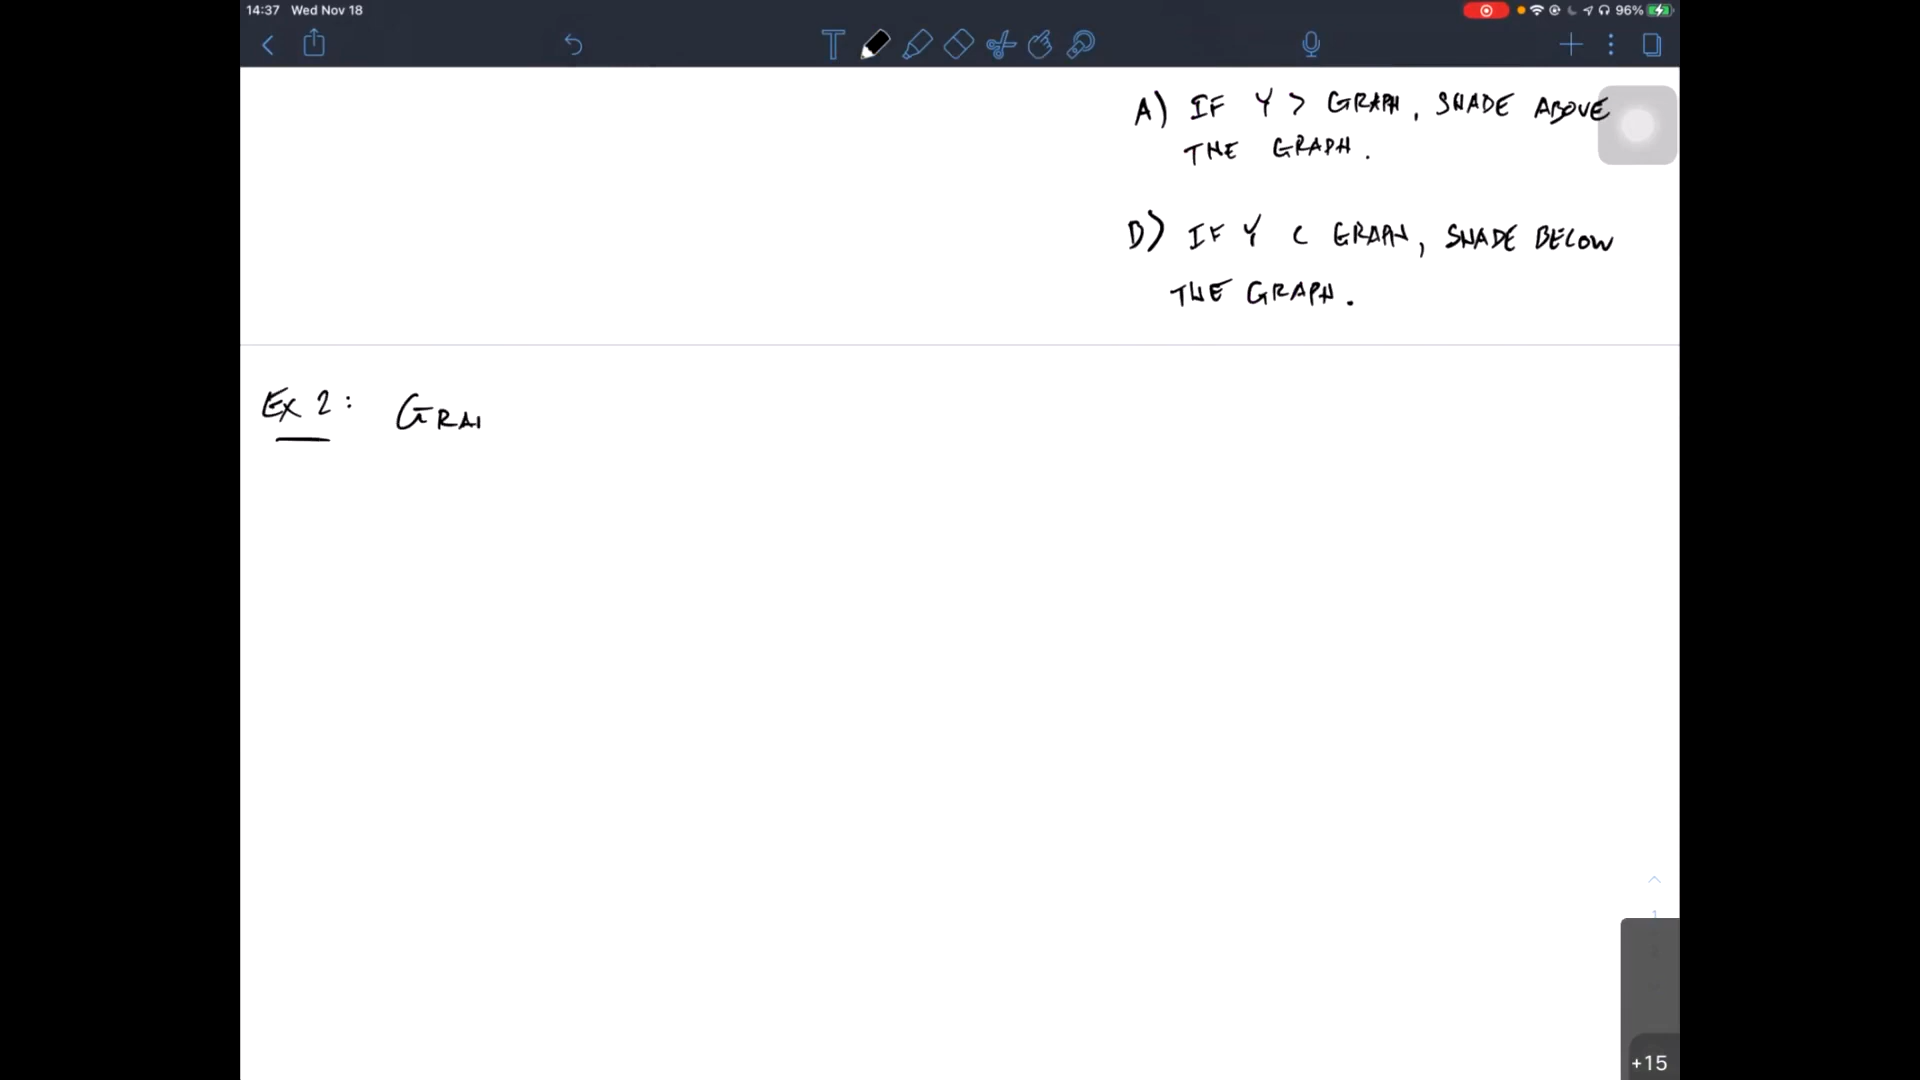 14:37 Wed Nov 18
96%
A) IF Y > GRAPH, SHADE ABOVE
THE GRAPH.
B) IF Y < GRAPH, SHADE BELOW
THE GRAPH.
Ex 2: GRA
1
+15